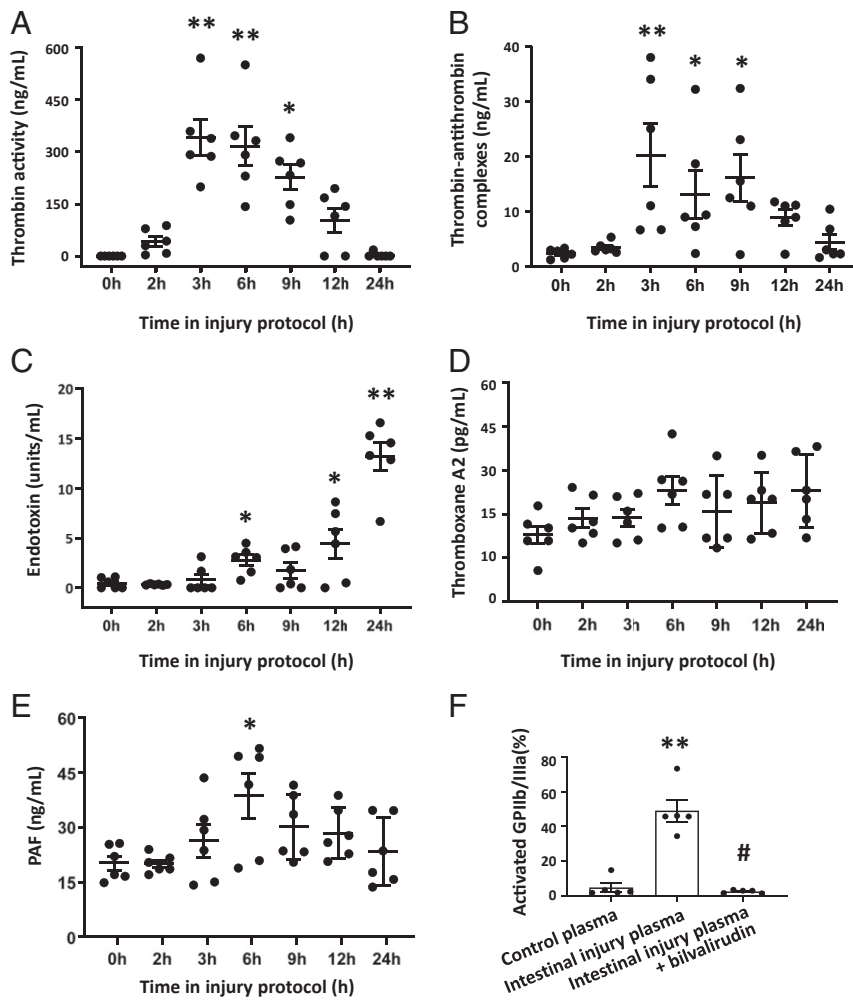 A
**
**
*
600
450
300
150
0
Thrombin activity (ng/mL)
0h 2h 3h 6h 9h 12h 24h
Time in injury protocol (h)
B
**
*
*
40
30
20
10
0
Thrombin-antithrombin
complexes (ng/mL)
0h 2h 3h 6h 9h 12h 24h
Time in injury protocol (h)
C
**
*
*
20
15
10
5
0
Endotoxin (units/mL)
0h 2h 3h 6h 9h 12h 24h
Time in injury protocol (h)
D
60
45
30
15
10
0
Thromboxane A2 (pg/mL)
0h 2h 3h 6h 9h 12h 24h
Time in injury protocol (h)
E
*
60
45
30
15
0
PAF (ng/mL)
0h 2h 3h 6h 9h 12h 24h
Time in injury protocol (h)
F
**
#
80
60
40
20
0
Activated GPIIb/IIIa(%)
Control plasma
Intestinal injury plasma
Intestinal injury plasma
+ bilvalirudin